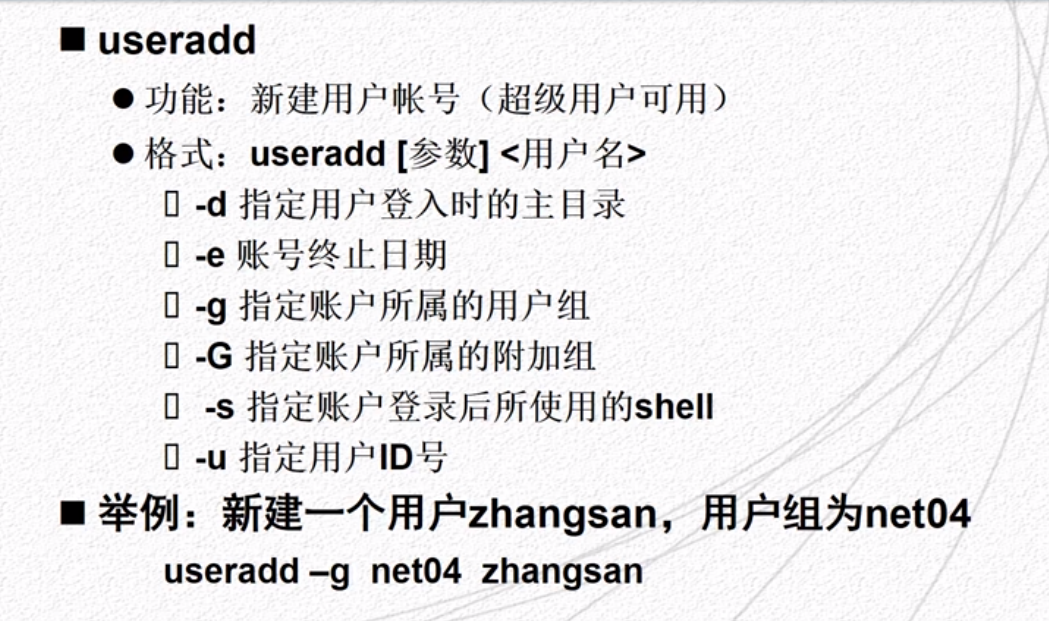 ■ useradd
● 功能：新建用户帐号（超级用户可用）
● 格式：useradd [参数] <用户名>
▯ -d 指定用户登入时的主目录
▯ -e 账号终止日期
▯ -g 指定账户所属的用户组
▯ -G 指定账户所属的附加组
▯ -s 指定账户登录后所使用的shell
▯ -u 指定用户ID号
■ 举例：新建一个用户zhangsan，用户组为net04
useradd –g net04 zhangsan